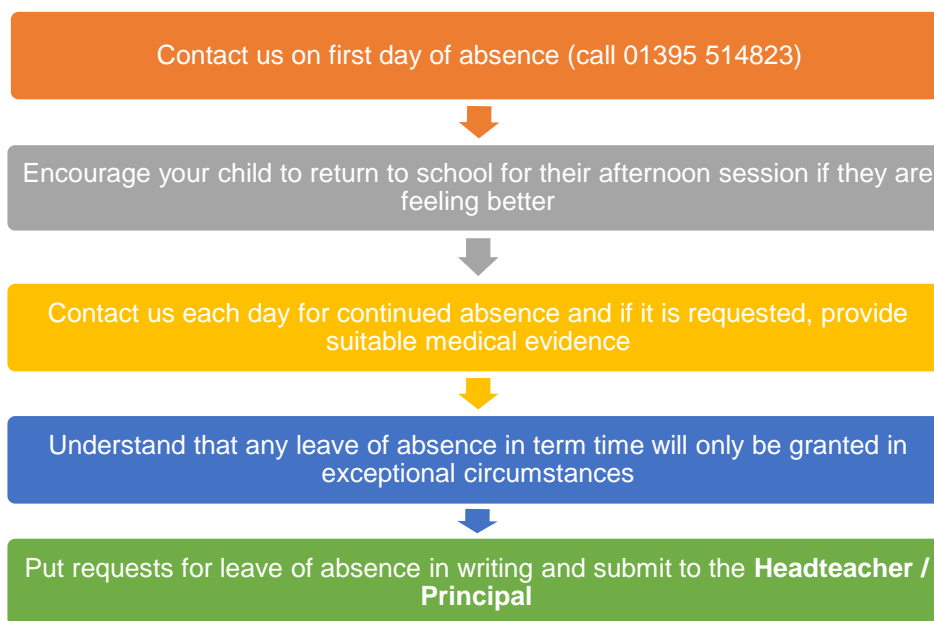 Contact us on first day of absence (call 01395 514823)
Encourage your child to return to school for their afternoon session if they are
feeling better
Contact us each day for continued absence and if it is requested, provide
suitable medical evidence
Understand that any leave of absence in term time will only be granted in
exceptional circumstances
Put requests for leave of absence in writing and submit to the Headteacher /
Principal